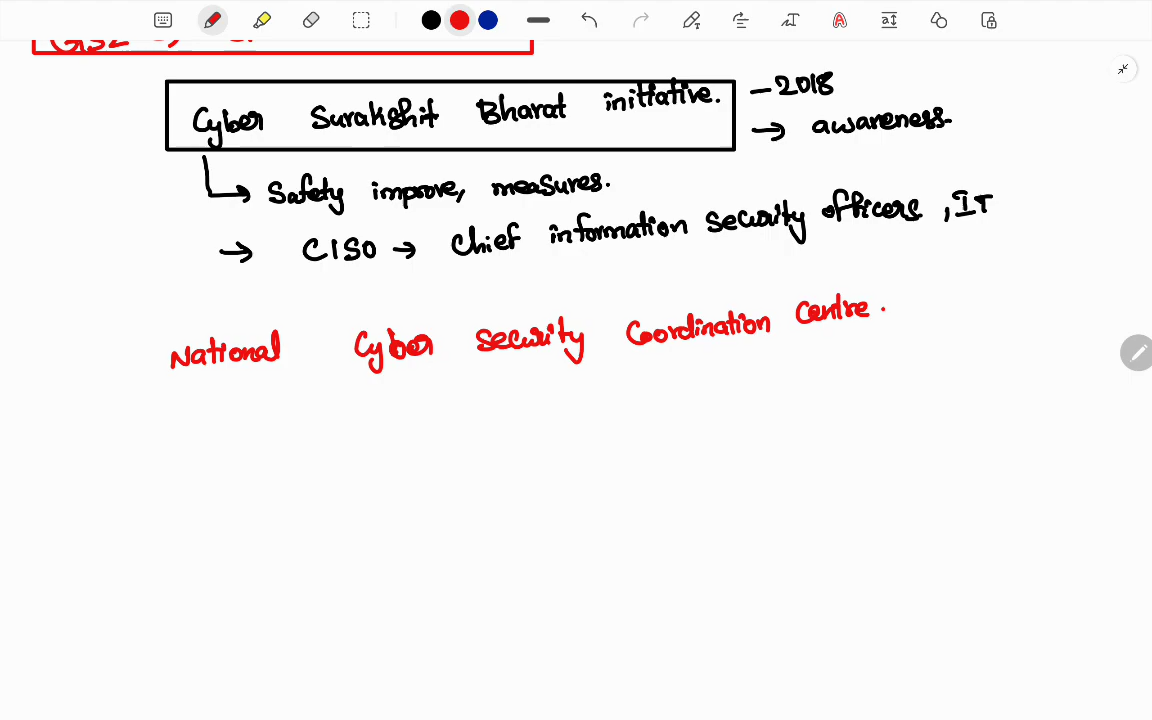 Cyber Surakshit Bharat initiative. - 2018
→ awareness.
↳ Safety improve, measures.
→ CISO → Chief information security officers, IT
National Cyber Security Coordination Centre.